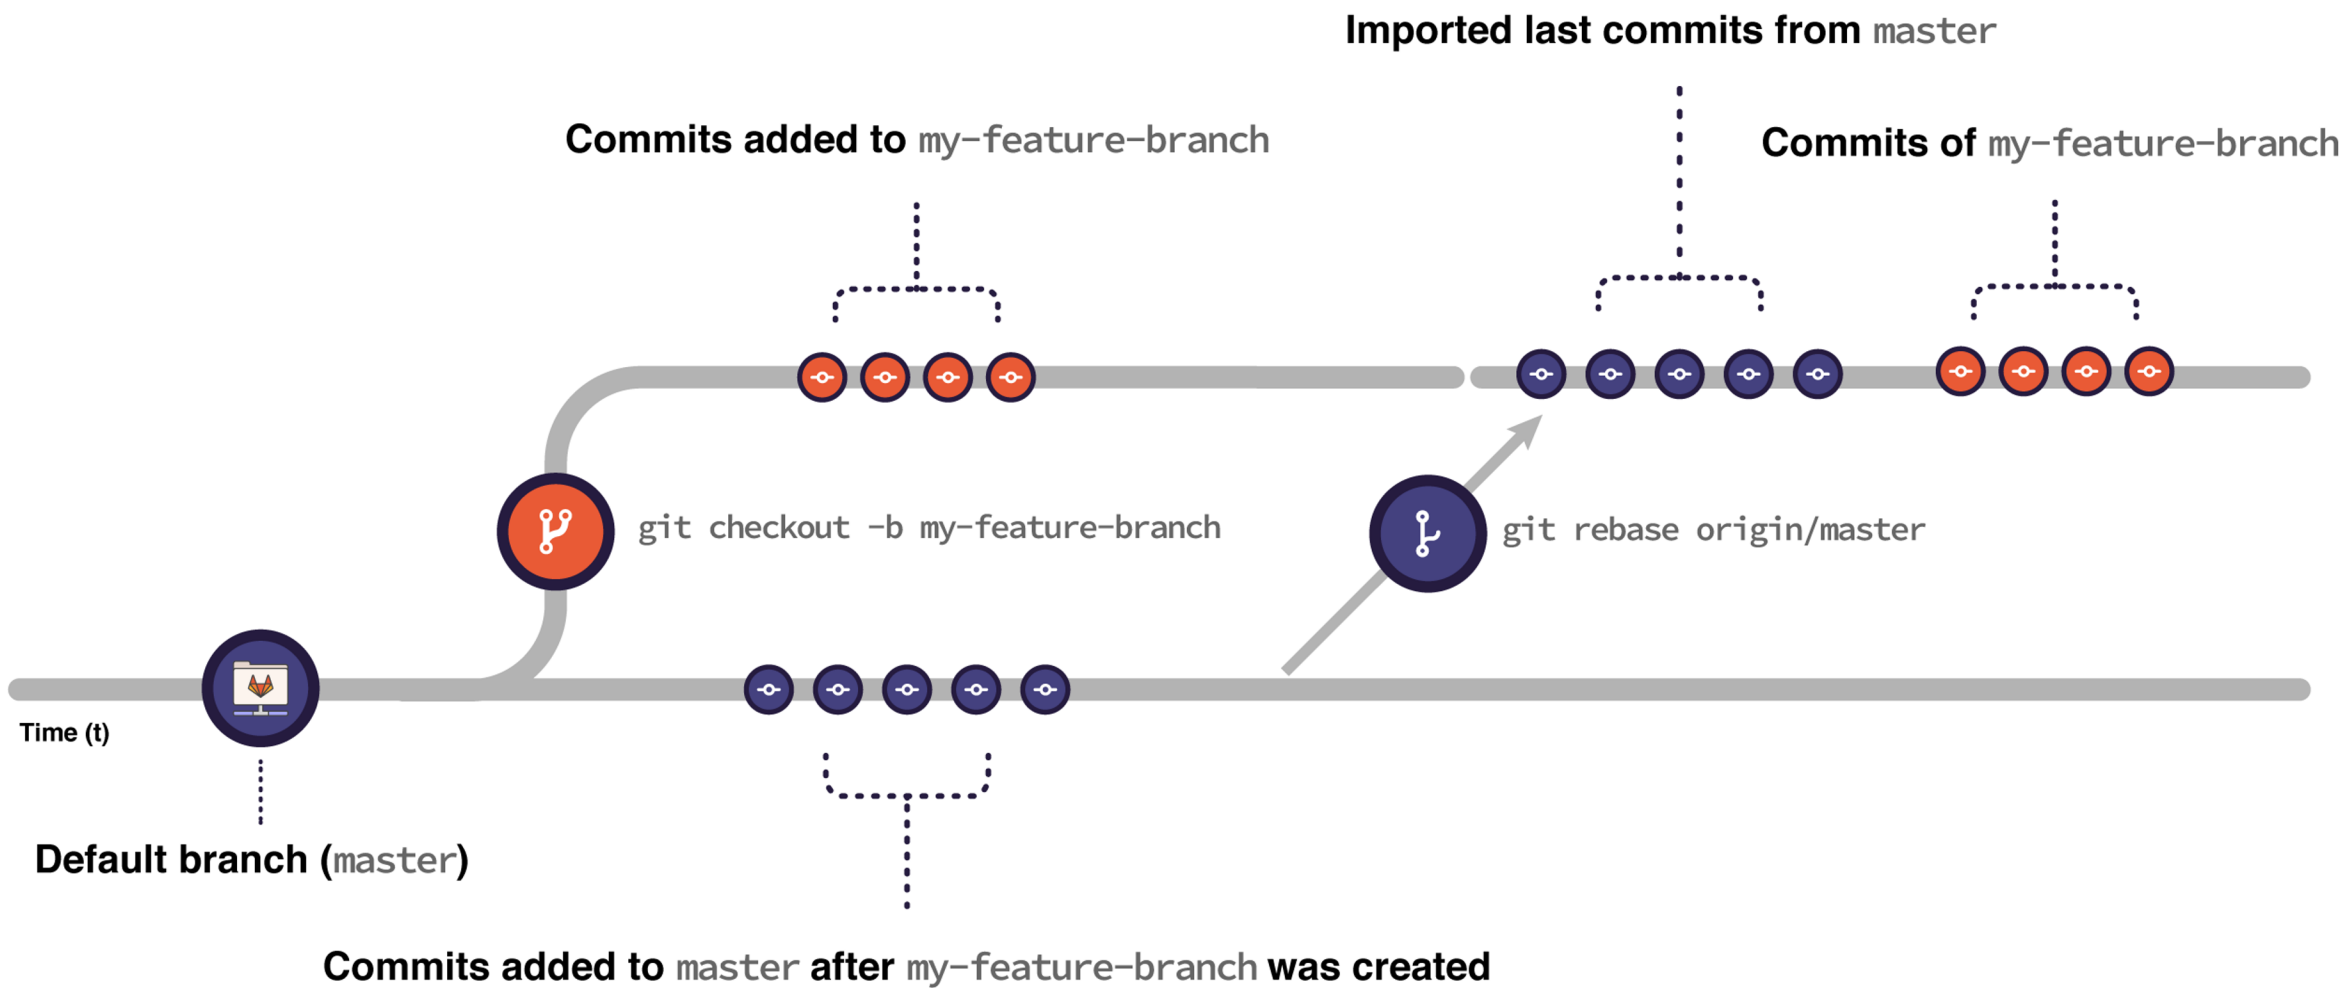 Imported last commits from master
Commits added to my-feature-branch
Commits of my-feature-branch
git checkout -b my-feature-branch
git rebase origin/master
Time (t)
Default branch (master)
Commits added to master after my-feature-branch was created